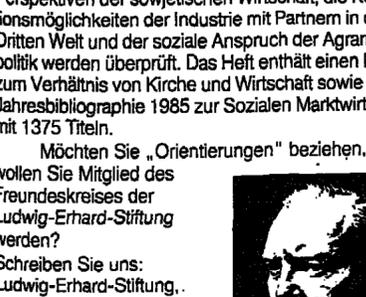 Perspektiven der sowjetischen Wirtschaft, die
tionsmöglichkeiten der Industrie mit Partnern in
Dritten Welt und der soziale Anspruch der Agrar
politik werden überprüft. Das Heft enthält einen
zum Verhältnis von Kirche und Wirtschaft sowie
Jahresbibliographie 1985 zur Sozialen Marktwirt
mit 1375 Titeln.
Möchten Sie „Orientierungen" beziehen,
wollen Sie Mitglied des
Freundeskreises der
Ludwig-Erhard-Stiftung
werden?
Schreiben Sie uns:
Ludwig-Erhard-Stiftung,